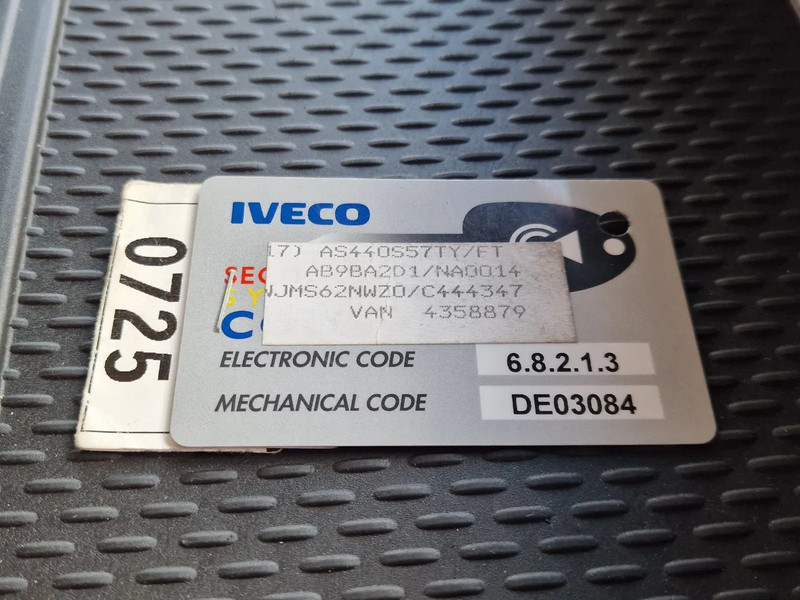 IVECO
17) AS440S57TY/FT
AB9BA2D1/NA0014
WJMS62NWZ0/C444347
VAN 4358879
ELECTRONIC CODE 6.8.2.1.3
MECHANICAL CODE DE03084
0725